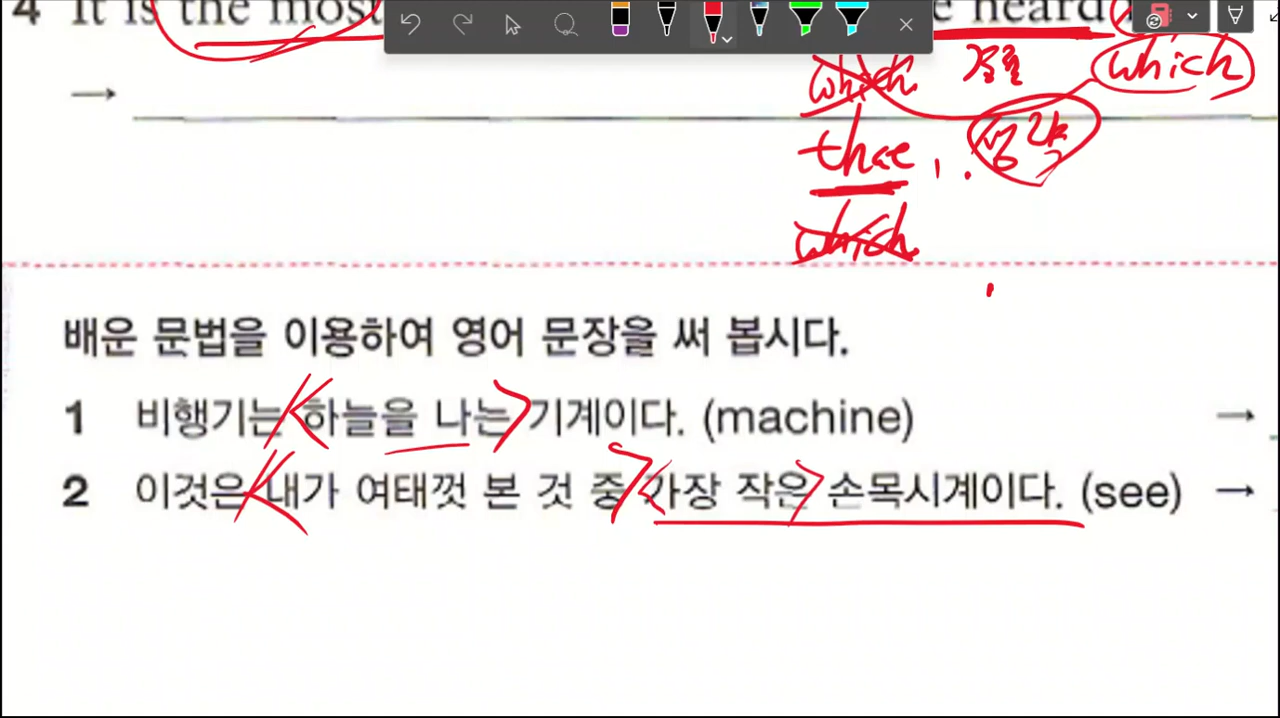 4 It is the most e heard
which 경험 which
→
that, . 생략
which
배운 문법을 이용하여 영어 문장을 써 봅시다.
1 비행기는 하늘을 나는 기계이다. (machine) →
2 이것은 내가 여태껏 본 것 중 가장 작은 손목시계이다. (see) →